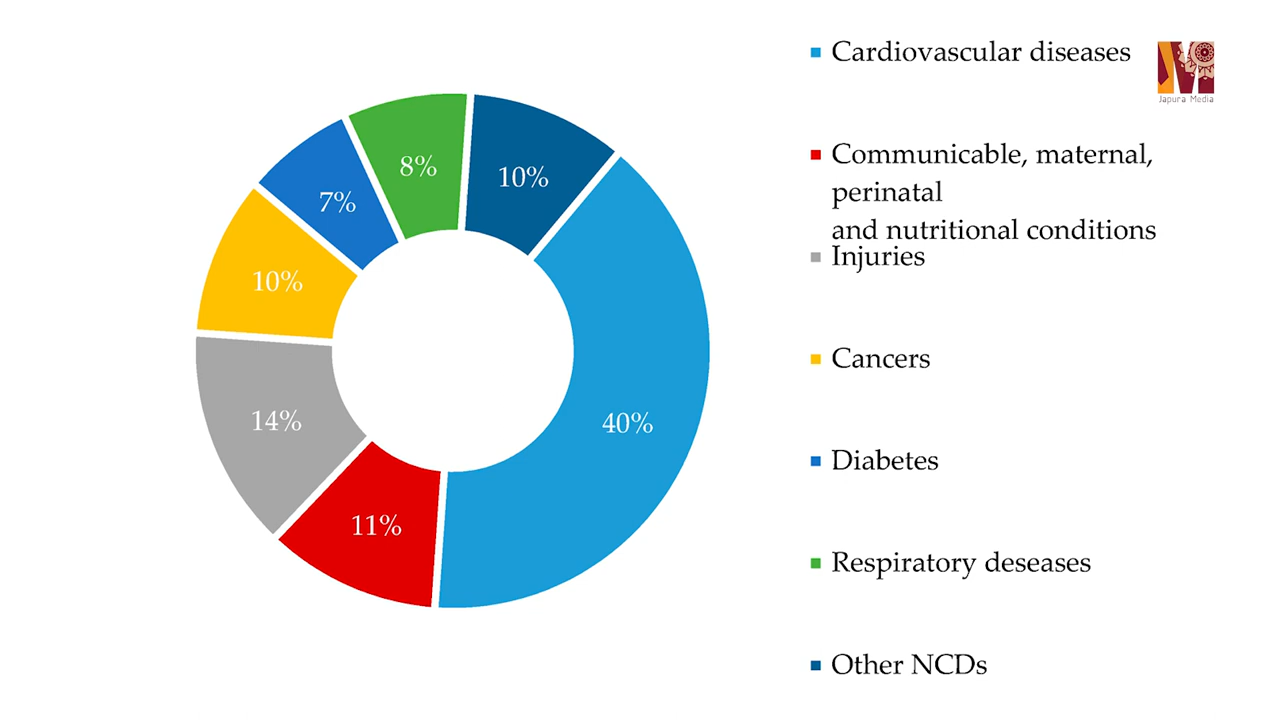 Cardiovascular diseases
Japura Media
Communicable, maternal,
perinatal
and nutritional conditions
Injuries
Cancers
Diabetes
Respiratory deseases
Other NCDs
8%
10%
7%
10%
40%
14%
11%